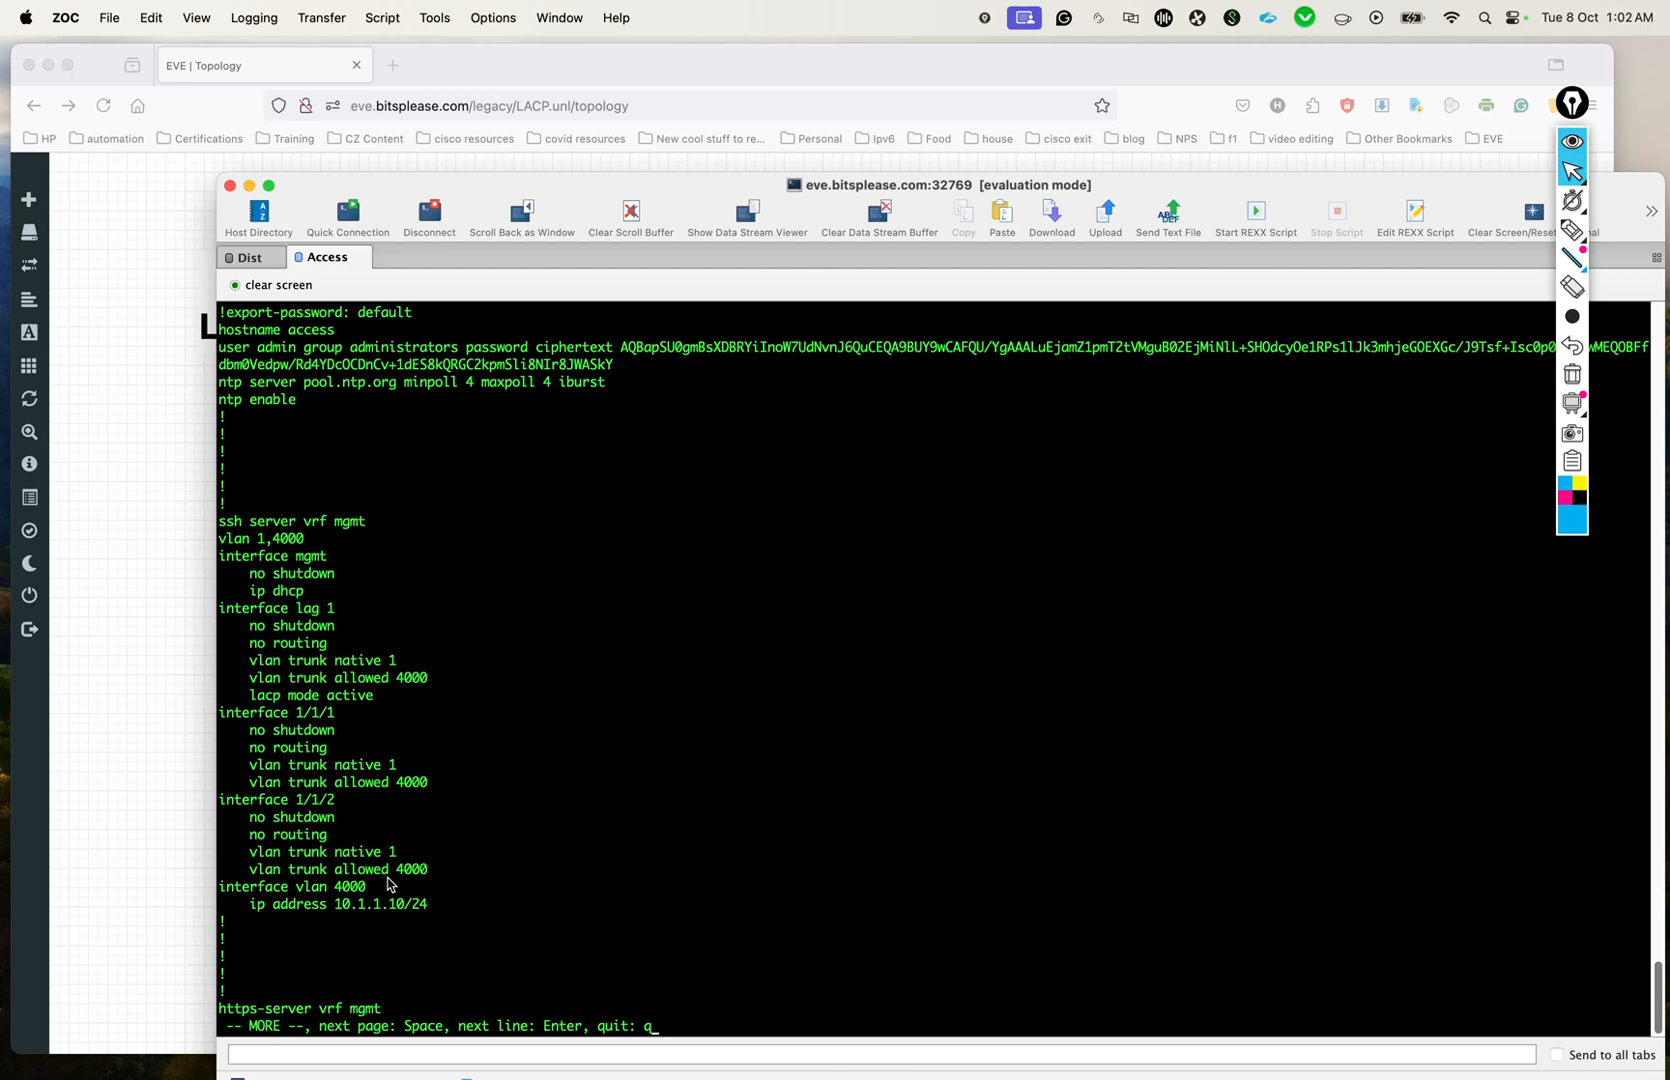 ZOC File Edit View Logging Transfer Script Tools Options Window Help Tue 8 Oct 1:02 AM
EVE | Topology
eve.bitsplease.com/legacy/LACP.unl/topology
HP automation Certifications Training CZ Content cisco resources covid resources New cool stuff to re... Personal Ipv6 Food house cisco exit blog NPS f1 video editing Other Bookmarks EVE
eve.bitsplease.com:32769 [evaluation mode]
Host Directory Quick Connection Disconnect Scroll Back as Window Clear Scroll Buffer Show Data Stream Viewer Clear Data Stream Buffer Copy Paste Download Upload Send Text File Start REXX Script Stop Script Edit REXX Script Clear Screen/Reset
Dist Access
clear screen
!export-password: default
hostname access
user admin group administrators password ciphertext
ntp server pool.ntp.org minpoll 4 maxpoll 4 iburst
ntp enable
!
!
!
!
!
!
ssh server vrf mgmt
vlan 1,4000
interface mgmt
no shutdown
ip dhcp
interface lag 1
no shutdown
no routing
vlan trunk native 1
vlan trunk allowed 4000
lacp mode active
interface 1/1/1
no shutdown
no routing
vlan trunk native 1
vlan trunk allowed 4000
interface 1/1/2
no shutdown
no routing
vlan trunk native 1
vlan trunk allowed 4000
interface vlan 4000
ip address 10.1.1.10/24
!
!
!
!
!
https-server vrf mgmt
-- MORE --, next page: Space, next line: Enter, quit: q_
Send to all tabs